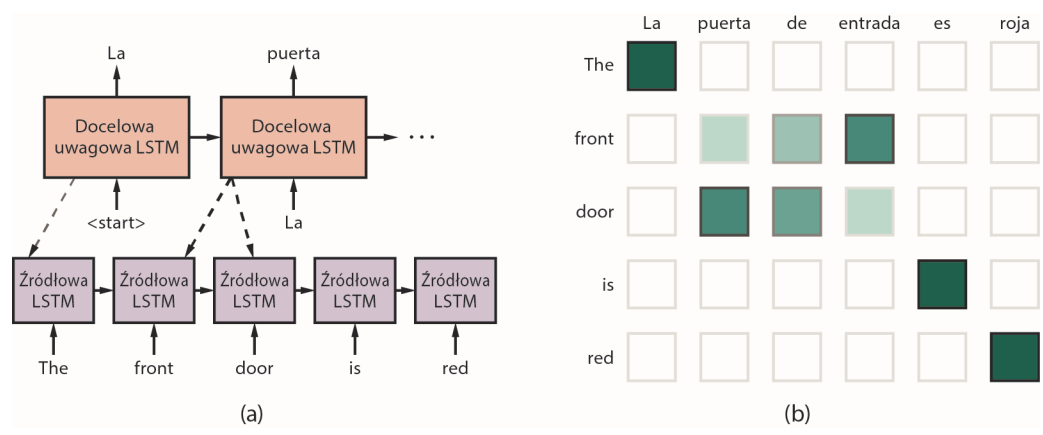 La puerta
Docelowa
uwagowa LSTM
Docelowa
uwagowa LSTM
...
<start> La
Źródłowa
LSTM
Źródłowa
LSTM
Źródłowa
LSTM
Źródłowa
LSTM
Źródłowa
LSTM
The front door is red
(a)
La puerta de entrada es roja
The
front
door
is
red
(b)